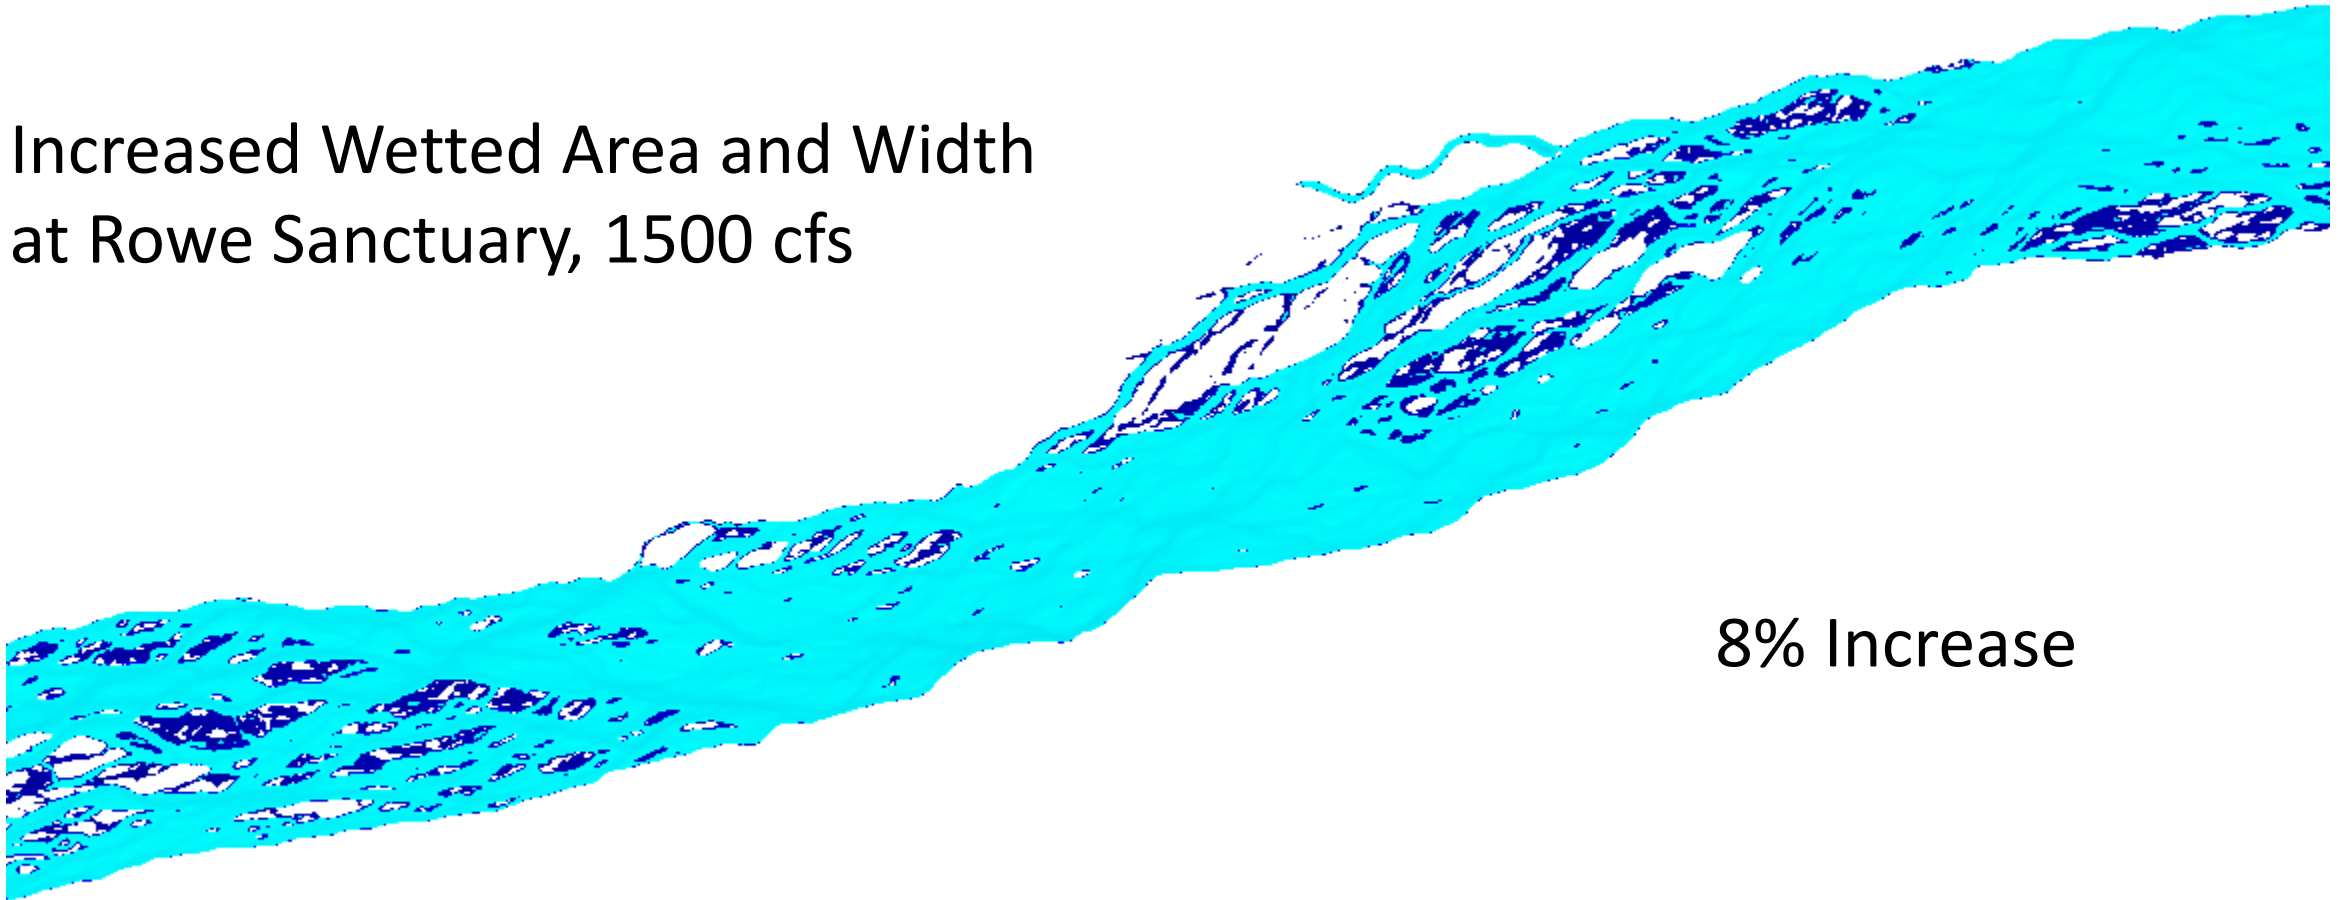 Increased Wetted Area and Width
at Rowe Sanctuary, 1500 cfs
8% Increase